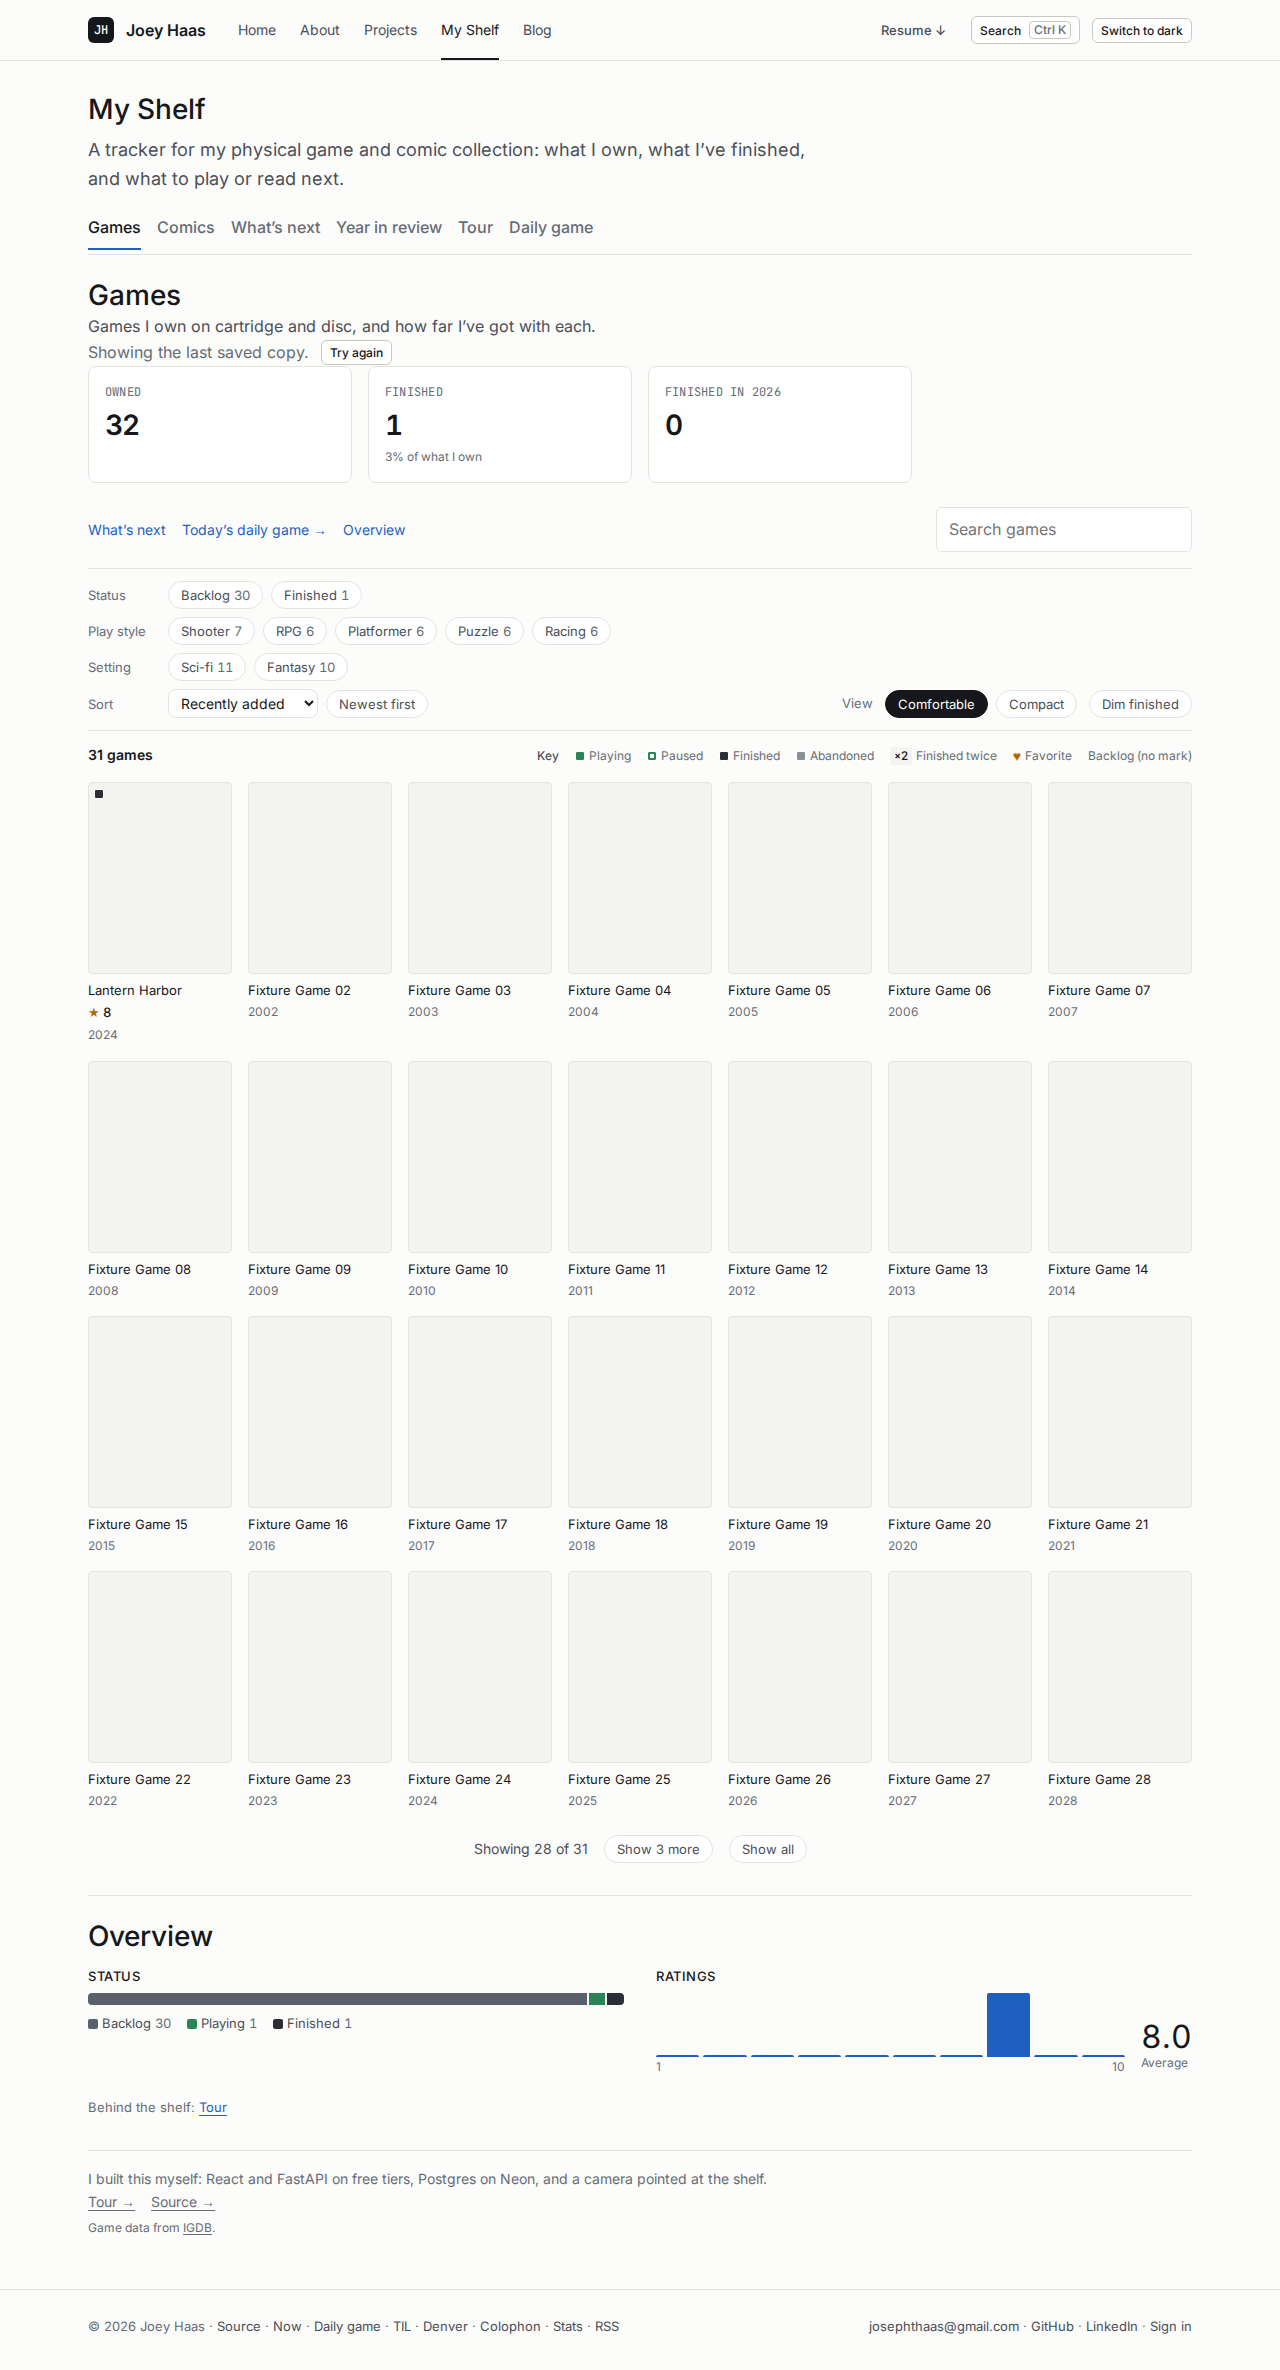 JH Joey Haas Home About Projects My Shelf Blog Resume ↓ Search Ctrl K Switch to dark
My Shelf
A tracker for my physical game and comic collection: what I own, what I’ve finished,
and what to play or read next.
Games Comics What’s next Year in review Tour Daily game
Games
Games I own on cartridge and disc, and how far I’ve got with each.
Showing the last saved copy. Try again
OWNED FINISHED FINISHED IN 2026
32 1 0
3% of what I own
What’s next Today’s daily game → Overview Search games
Status Backlog 30 Finished 1
Play style Shooter 7 RPG 6 Platformer 6 Puzzle 6 Racing 6
Setting Sci-fi 11 Fantasy 10
Sort Recently added Newest first View Comfortable Compact Dim finished
31 games Key Playing Paused Finished Abandoned ×2 Finished twice ♥ Favorite Backlog (no mark)
Lantern Harbor Fixture Game 02 Fixture Game 03 Fixture Game 04 Fixture Game 05 Fixture Game 06 Fixture Game 07
★ 8 2002 2003 2004 2005 2006 2007
2024
Fixture Game 08 Fixture Game 09 Fixture Game 10 Fixture Game 11 Fixture Game 12 Fixture Game 13 Fixture Game 14
2008 2009 2010 2011 2012 2013 2014
Fixture Game 15 Fixture Game 16 Fixture Game 17 Fixture Game 18 Fixture Game 19 Fixture Game 20 Fixture Game 21
2015 2016 2017 2018 2019 2020 2021
Fixture Game 22 Fixture Game 23 Fixture Game 24 Fixture Game 25 Fixture Game 26 Fixture Game 27 Fixture Game 28
2022 2023 2024 2025 2026 2027 2028
Showing 28 of 31 Show 3 more Show all
Overview
STATUS RATINGS
Backlog 30 Playing 1 Finished 1
8.0
1 10 Average
Behind the shelf: Tour
I built this myself: React and FastAPI on free tiers, Postgres on Neon, and a camera pointed at the shelf.
Tour → Source →
Game data from IGDB.
© 2026 Joey Haas · Source · Now · Daily game · TIL · Denver · Colophon · Stats · RSS josephthaas@gmail.com · GitHub · LinkedIn · Sign in